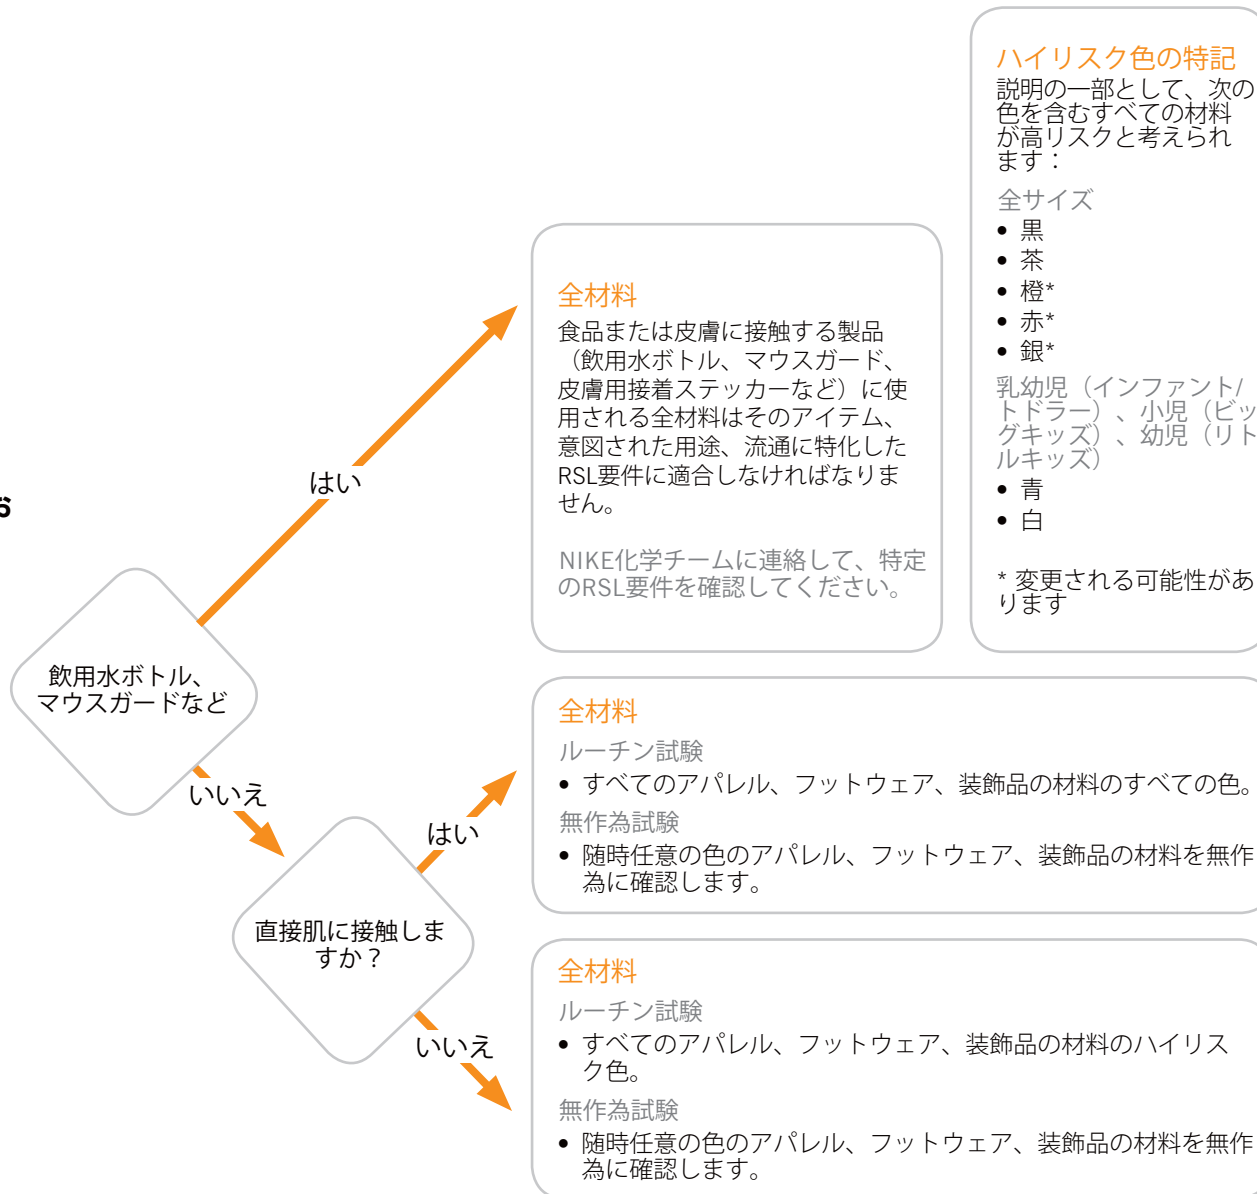 ハイリスク色の特記
説明の一部として、次の
色を含むすべての材料
が高リスクと考えられ
ます：
全サイズ
• 黒
• 茶
• 橙*
• 赤*
• 銀*
乳幼児（インファント/
トドラー）、小児（ビッ
グキッズ）、幼児（リト
ルキッズ）
• 青
• 白
* 変更される可能性があ
ります
全材料
食品または皮膚に接触する製品
（飲用水ボトル、マウスガード、
皮膚用接着ステッカーなど）に使
用される全材料はそのアイテム、
意図された用途、流通に特化した
RSL要件に適合しなければなりま
せん。
NIKE化学チームに連絡して、特定
のRSL要件を確認してください。
はい
飲用水ボトル、
マウスガードなど
いいえ
全材料
ルーチン試験
• すべてのアパレル、フットウェア、装飾品の材料のすべての色。
無作為試験
• 随時任意の色のアパレル、フットウェア、装飾品の材料を無作
為に確認します。
はい
直接肌に接触しま
すか？
いいえ
全材料
ルーチン試験
• すべてのアパレル、フットウェア、装飾品の材料のハイリス
ク色。
無作為試験
• 随時任意の色のアパレル、フットウェア、装飾品の材料を無作
為に確認します。